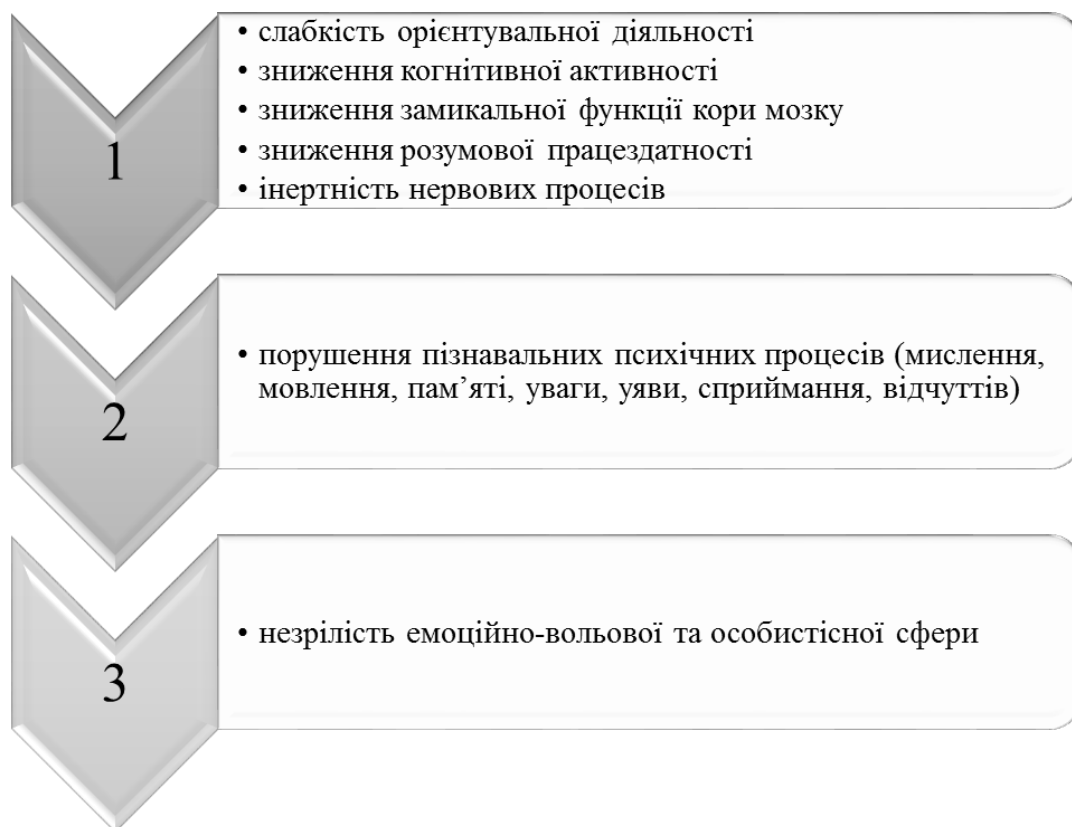 1
• слабкість орієнтувальної діяльності
• зниження когнітивної активності
• зниження замикальної функції кори мозку
• зниження розумової працездатності
• інертність нервових процесів
2
• порушення пізнавальних психічних процесів (мислення,
мовлення, пам’яті, уваги, уяви, сприймання, відчуттів)
3
• незрілість емоційно-вольової та особистісної сфери